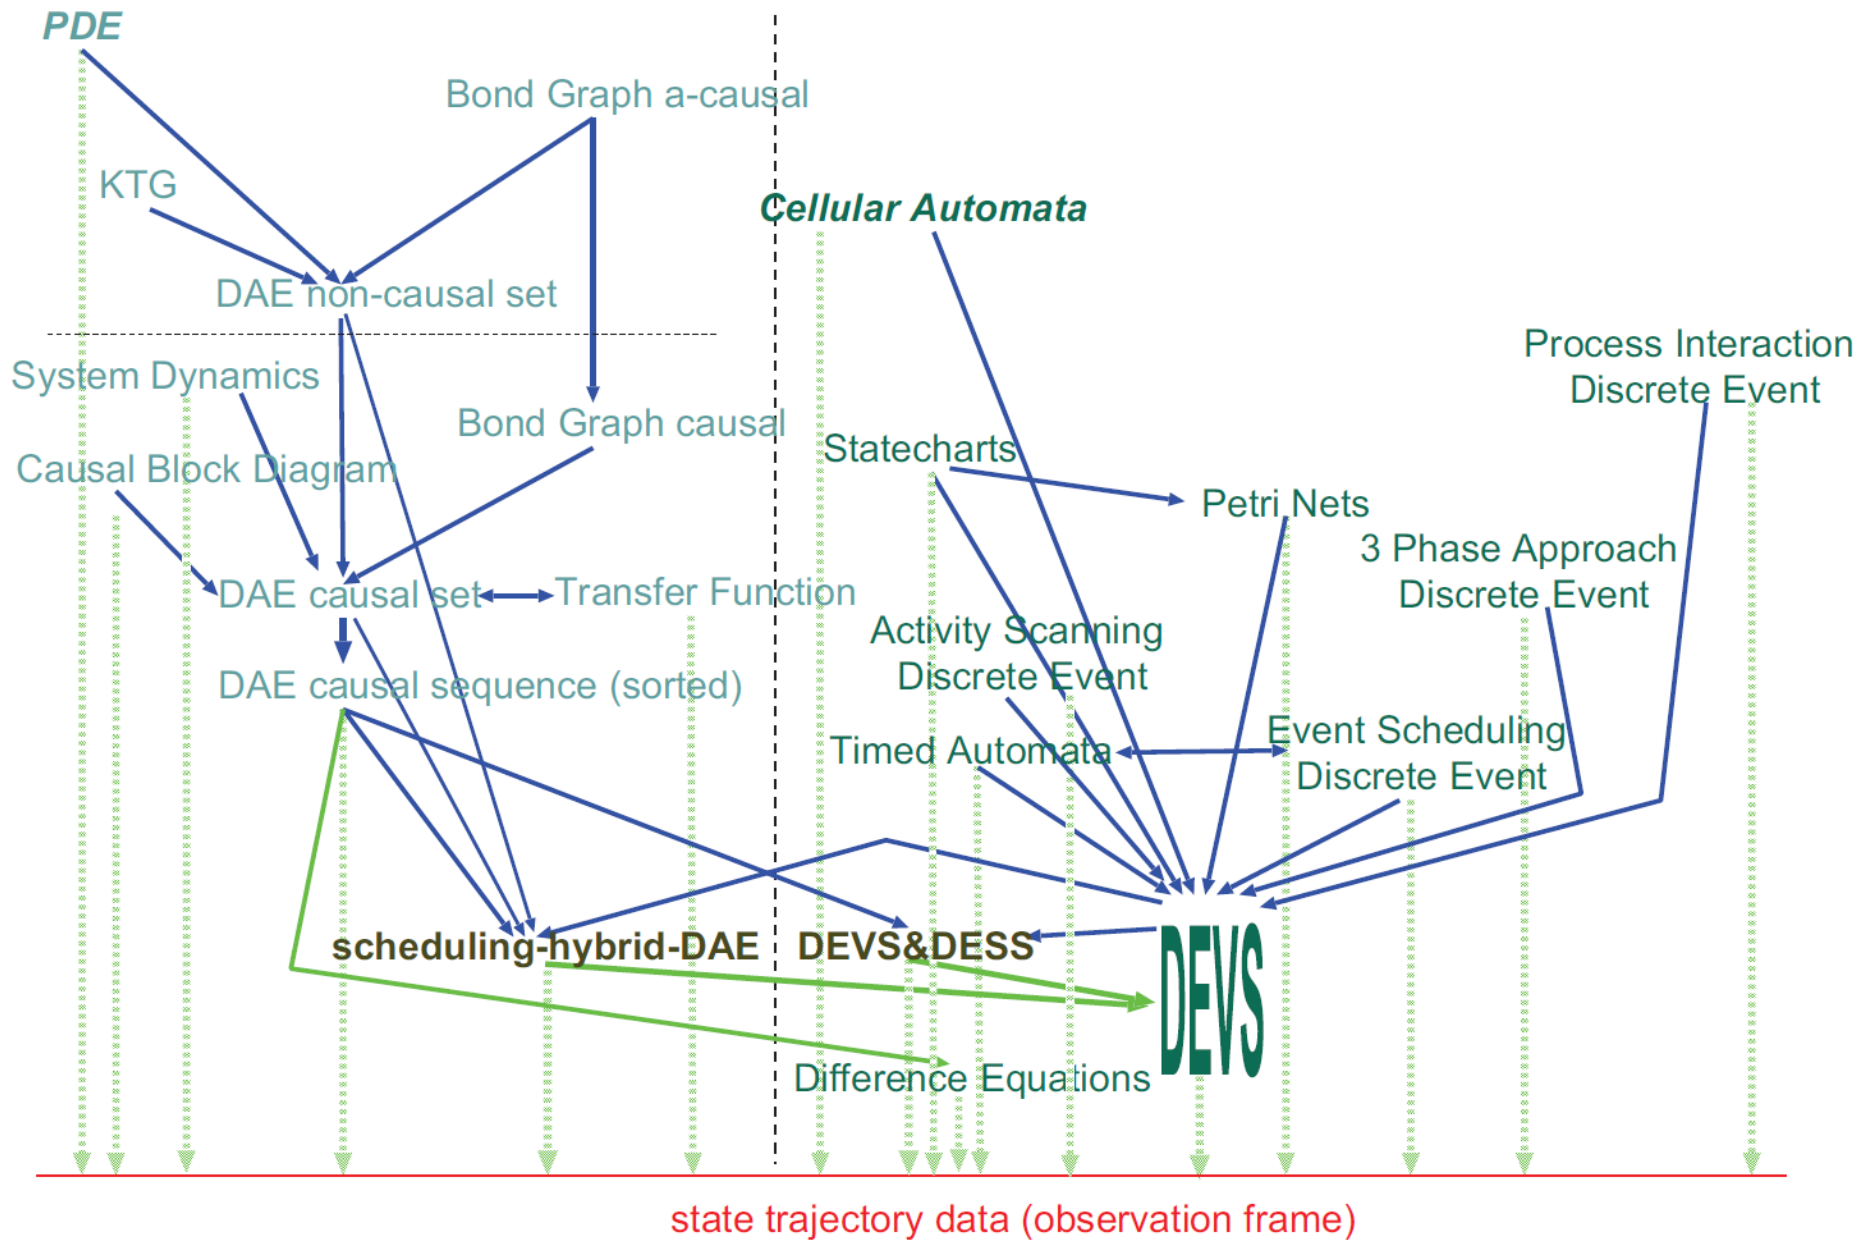 PDE
Bond Graph a-causal
KTG
Cellular Automata
DAE non-causal set
Process Interaction
Discrete Event
System Dynamics
Bond Graph causal
Statecharts
Causal Block Diagram
Petri Nets
3 Phase Approach
Discrete Event
DAE causal set
Transfer Function
Activity Scanning
Discrete Event
DAE causal sequence (sorted)
Timed Automata
Event Scheduling
Discrete Event
scheduling-hybrid-DAE
DEVS&DESS
DEVS
Difference Equations
state trajectory data (observation frame)